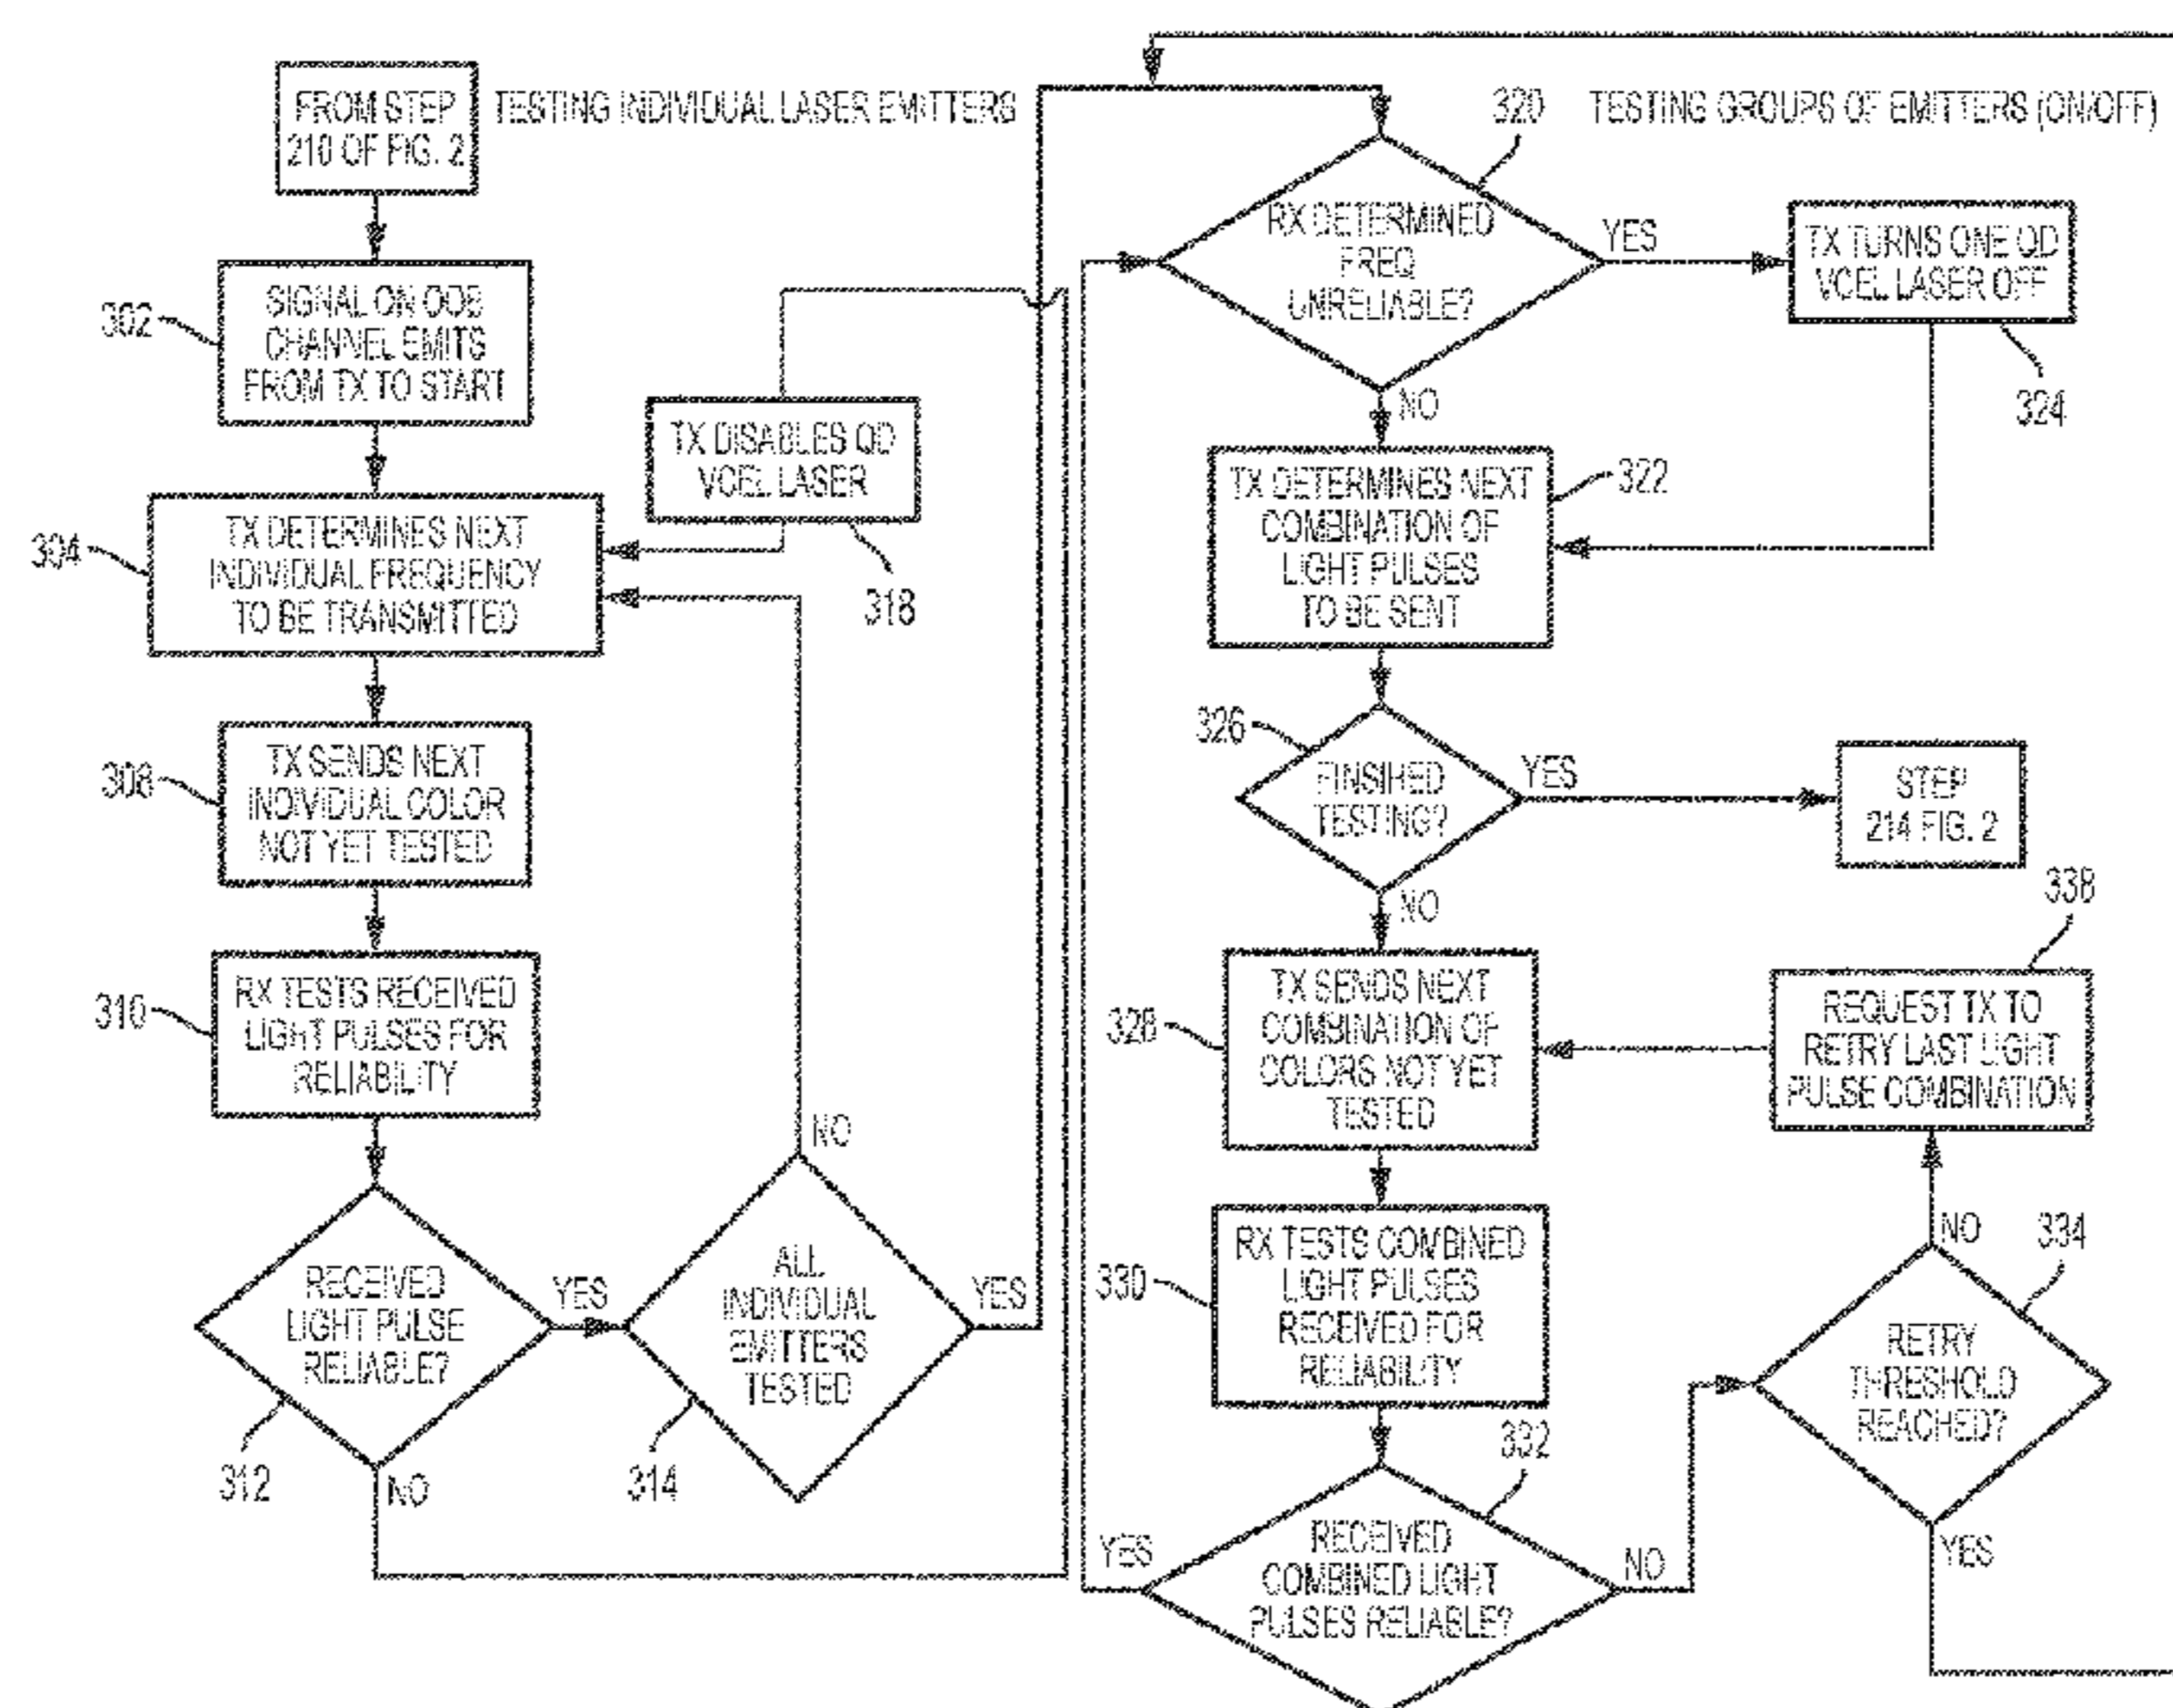 FROM STEP
210 OF FIG. 2
TESTING INDIVIDUAL LASER EMITTERS
302
SIGNAL ON OOB
CHANNEL EMITS
FROM TX TO START
304
TX DETERMINES NEXT
INDIVIDUAL FREQUENCY
TO BE TRANSMITTED
TX DISABLES QD
VCEL LASER
318
308
TX SENDS NEXT
INDIVIDUAL COLOR
NOT YET TESTED
310
RX TESTS RECEIVED
LIGHT PULSES FOR
RELIABILITY
RECEIVED
LIGHT PULSE
RELIABLE?
312
YES
NO
ALL
INDIVIDUAL
EMITTERS
TESTED
314
NO
YES
320
TESTING GROUPS OF EMITTERS (ON/OFF)
RX DETERMINED
FREQ
UNRELIABLE?
YES
NO
TX TURNS ONE QD
VCEL LASER OFF
324
TX DETERMINES NEXT
COMBINATION OF
LIGHT PULSES
TO BE SENT
322
326
FINSIHED
TESTING?
YES
NO
STEP
214 FIG. 2
328
TX SENDS NEXT
COMBINATION OF
COLORS NOT YET
TESTED
338
REQUEST TX TO
RETRY LAST LIGHT
PULSE COMBINATION
330
RX TESTS COMBINED
LIGHT PULSES
RECEIVED FOR
RELIABILITY
NO
334
RETRY
THRESHOLD
REACHED?
YES
332
YES
RECEIVED
COMBINED LIGHT
PULSES RELIABLE?
NO